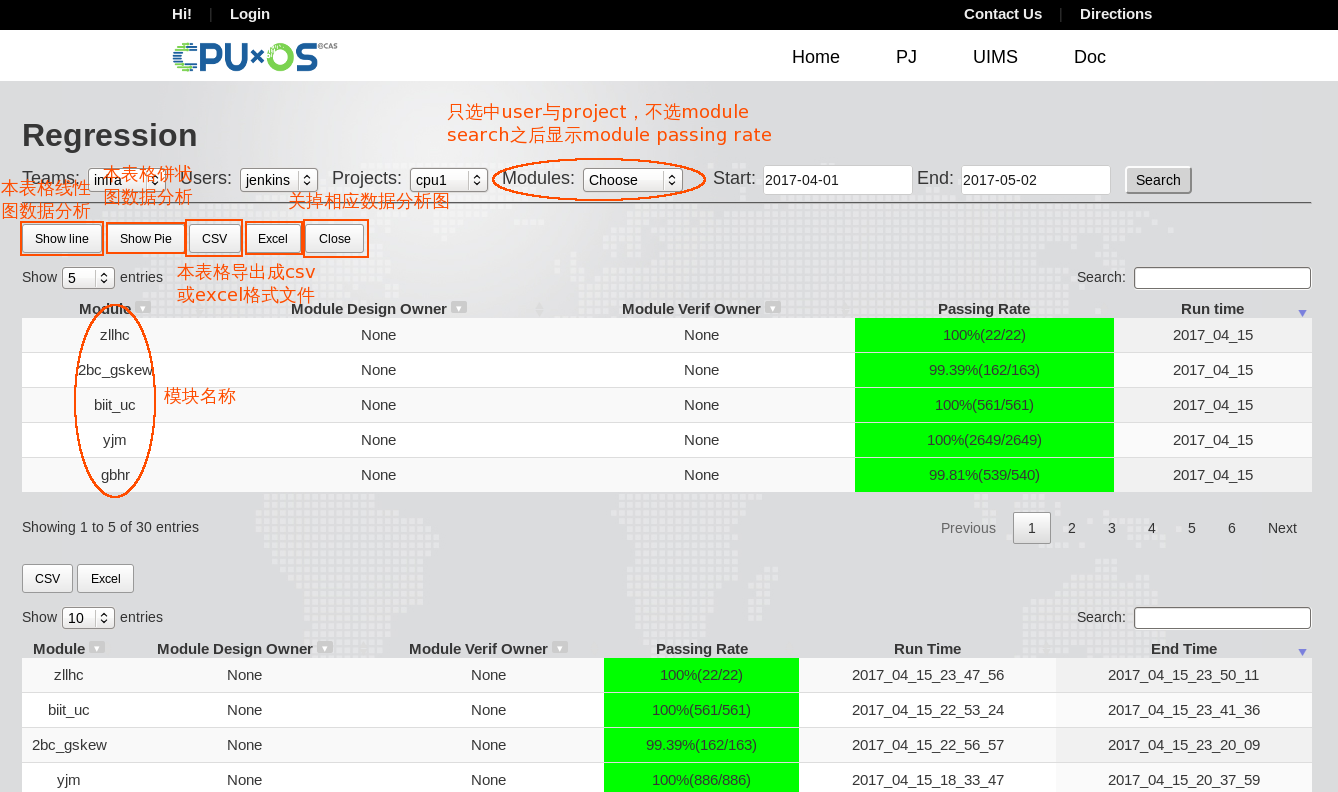 Hi! | Login Contact Us | Directions
CPU×OS @CAS Home PJ UIMS Doc
只选中user与project，不选module
search之后显示module passing rate
Regression
Teams: infra Users: jenkins Projects: cpu1 Modules: Choose Start: 2017-04-01 End: 2017-05-02 Search
本表格线性
图数据分析
本表格饼状
图数据分析
关掉相应数据分析图
Show line Show Pie CSV Excel Close
本表格导出成csv
或excel格式文件
Show 5 entries Search:
Module Module Design Owner Module Verif Owner Passing Rate Run time
zllhc None None 100%(22/22) 2017_04_15
2bc_gskew None None 99.39%(162/163) 2017_04_15
biit_uc None None 100%(561/561) 2017_04_15
yjm None None 100%(2649/2649) 2017_04_15
gbhr None None 99.81%(539/540) 2017_04_15
模块名称
Showing 1 to 5 of 30 entries Previous 1 2 3 4 5 6 Next
CSV Excel
Show 10 entries Search:
Module Module Design Owner Module Verif Owner Passing Rate Run Time End Time
zllhc None None 100%(22/22) 2017_04_15_23_47_56 2017_04_15_23_50_11
biit_uc None None 100%(561/561) 2017_04_15_22_53_24 2017_04_15_23_41_36
2bc_gskew None None 99.39%(162/163) 2017_04_15_22_56_57 2017_04_15_23_20_09
yjm None None 100%(886/886) 2017_04_15_18_33_47 2017_04_15_20_37_59